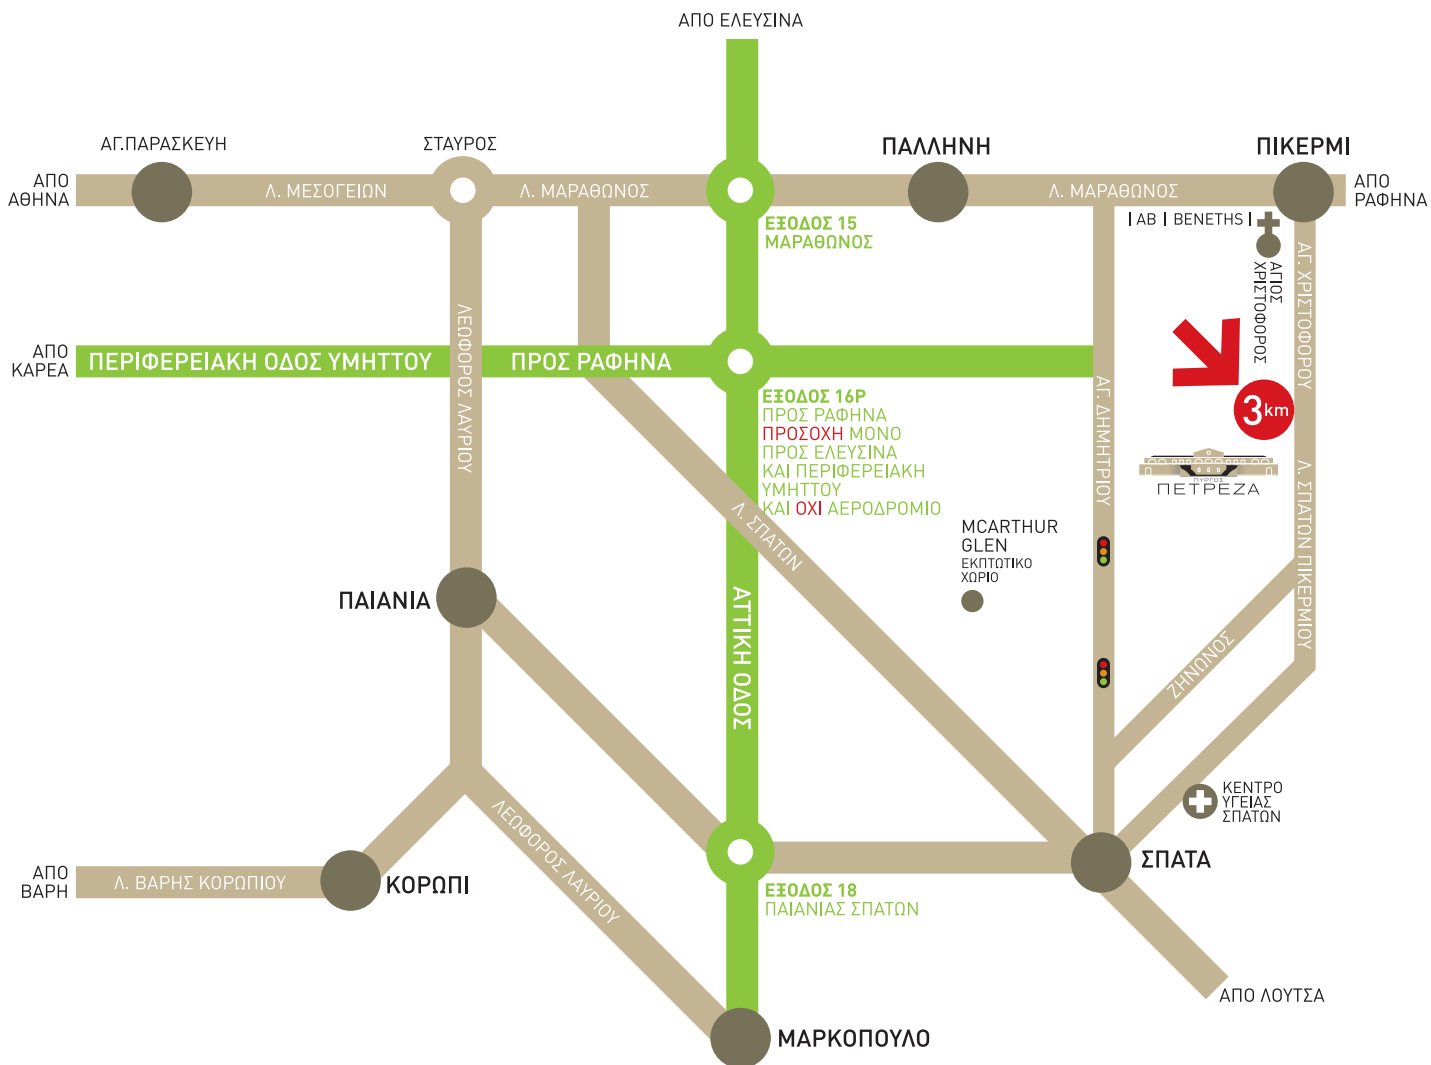 ΑΠΟ ΕΛΕΥΣΙΝΑ
ΑΓ.ΠΑΡΑΣΚΕΥΗ
ΣΤΑΥΡΟΣ
ΠΑΛΛΗΝΗ
ΠΙΚΕΡΜΙ
ΑΠΟ
ΑΘΗΝΑ
Λ. ΜΕΣΟΓΕΙΩΝ
Λ. ΜΑΡΑΘΩΝΟΣ
Λ. ΜΑΡΑΘΩΝΟΣ
ΑΠΟ
ΡΑΦΗΝΑ
ΕΞΟΔΟΣ 15
ΜΑΡΑΘΩΝΟΣ
| ΑΒ | BENETHS |
ΑΓΙΟΣ
ΧΡΙΣΤΟΦΟΡΟΣ
ΑΓ. ΧΡΙΣΤΟΦΟΡΟΥ
ΛΕΩΦΟΡΟΣ ΛΑΥΡΙΟΥ
ΑΠΟ
ΚΑΡΕΑ
ΠΕΡΙΦΕΡΕΙΑΚΗ ΟΔΟΣ ΥΜΗΤΤΟΥ
ΠΡΟΣ ΡΑΦΗΝΑ
ΕΞΟΔΟΣ 16Ρ
ΠΡΟΣ ΡΑΦΗΝΑ
ΠΡΟΣΟΧΗ ΜΟΝΟ
ΠΡΟΣ ΕΛΕΥΣΙΝΑ
ΚΑΙ ΠΕΡΙΦΕΡΕΙΑΚΗ
ΥΜΗΤΤΟΥ
ΚΑΙ ΟΧΙ ΑΕΡΟΔΡΟΜΙΟ
ΑΓ. ΔΗΜΗΤΡΙΟΥ
3km
ΠΥΡΓΟΣ
ΠΕΤΡΕΖΑ
Λ. ΣΠΑΤΩΝ ΠΙΚΕΡΜΙΟΥ
Λ. ΣΠΑΤΩΝ
MCARTHUR
GLEN
ΕΚΠΤΩΤΙΚΟ
ΧΩΡΙΟ
ΠΑΙΑΝΙΑ
ΑΤΤΙΚΗ ΟΔΟΣ
ΖΗΝΩΝΟΣ
ΚΕΝΤΡΟ
ΥΓΕΙΑΣ
ΣΠΑΤΩΝ
ΛΕΩΦΟΡΟΣ ΛΑΥΡΙΟΥ
ΣΠΑΤΑ
ΑΠΟ
ΒΑΡΗ
Λ. ΒΑΡΗΣ ΚΟΡΩΠΙΟΥ
ΚΟΡΩΠΙ
ΕΞΟΔΟΣ 18
ΠΑΙΑΝΙΑΣ ΣΠΑΤΩΝ
ΑΠΟ ΛΟΥΤΣΑ
ΜΑΡΚΟΠΟΥΛΟ